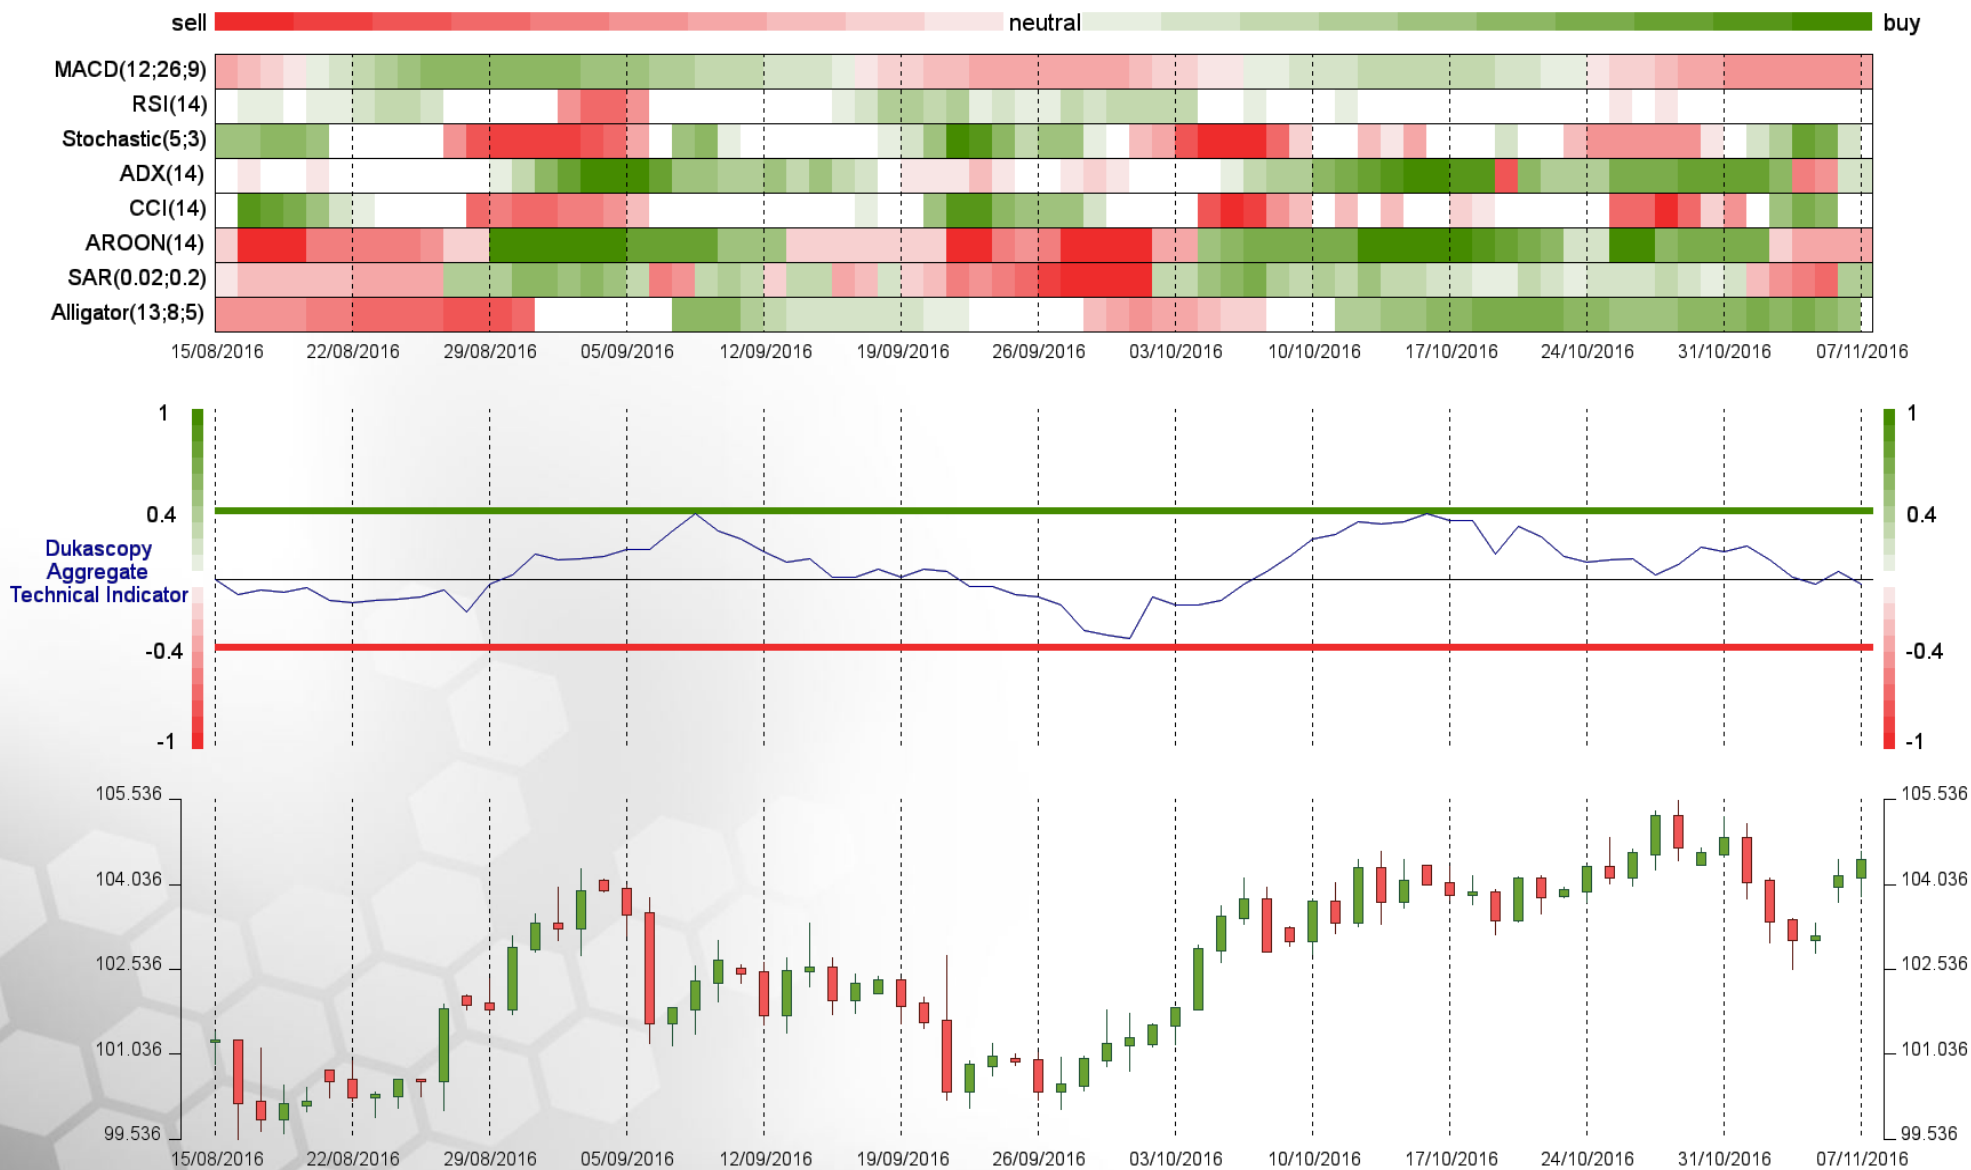 sell neutral buy
MACD(12;26;9)
RSI(14)
Stochastic(5;3)
ADX(14)
CCI(14)
AROON(14)
SAR(0.02;0.2)
Alligator(13;8;5)
15/08/2016 22/08/2016 29/08/2016 05/09/2016 12/09/2016 19/09/2016 26/09/2016 03/10/2016 10/10/2016 17/10/2016 24/10/2016 31/10/2016 07/11/2016
1 1
0.4 0.4
Dukascopy
Aggregate
Technical Indicator
-0.4 -0.4
-1 -1
105.536 105.536
104.036 104.036
102.536 102.536
101.036 101.036
99.536 99.536
15/08/2016 22/08/2016 29/08/2016 05/09/2016 12/09/2016 19/09/2016 26/09/2016 03/10/2016 10/10/2016 17/10/2016 24/10/2016 31/10/2016 07/11/2016